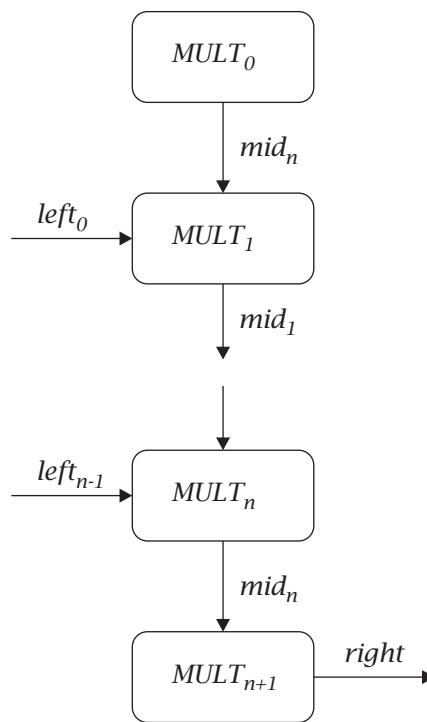 MULT₀
midₙ
left₀
MULT₁
mid₁
leftₙ₋₁
MULTₙ
midₙ
right
MULTₙ₊₁